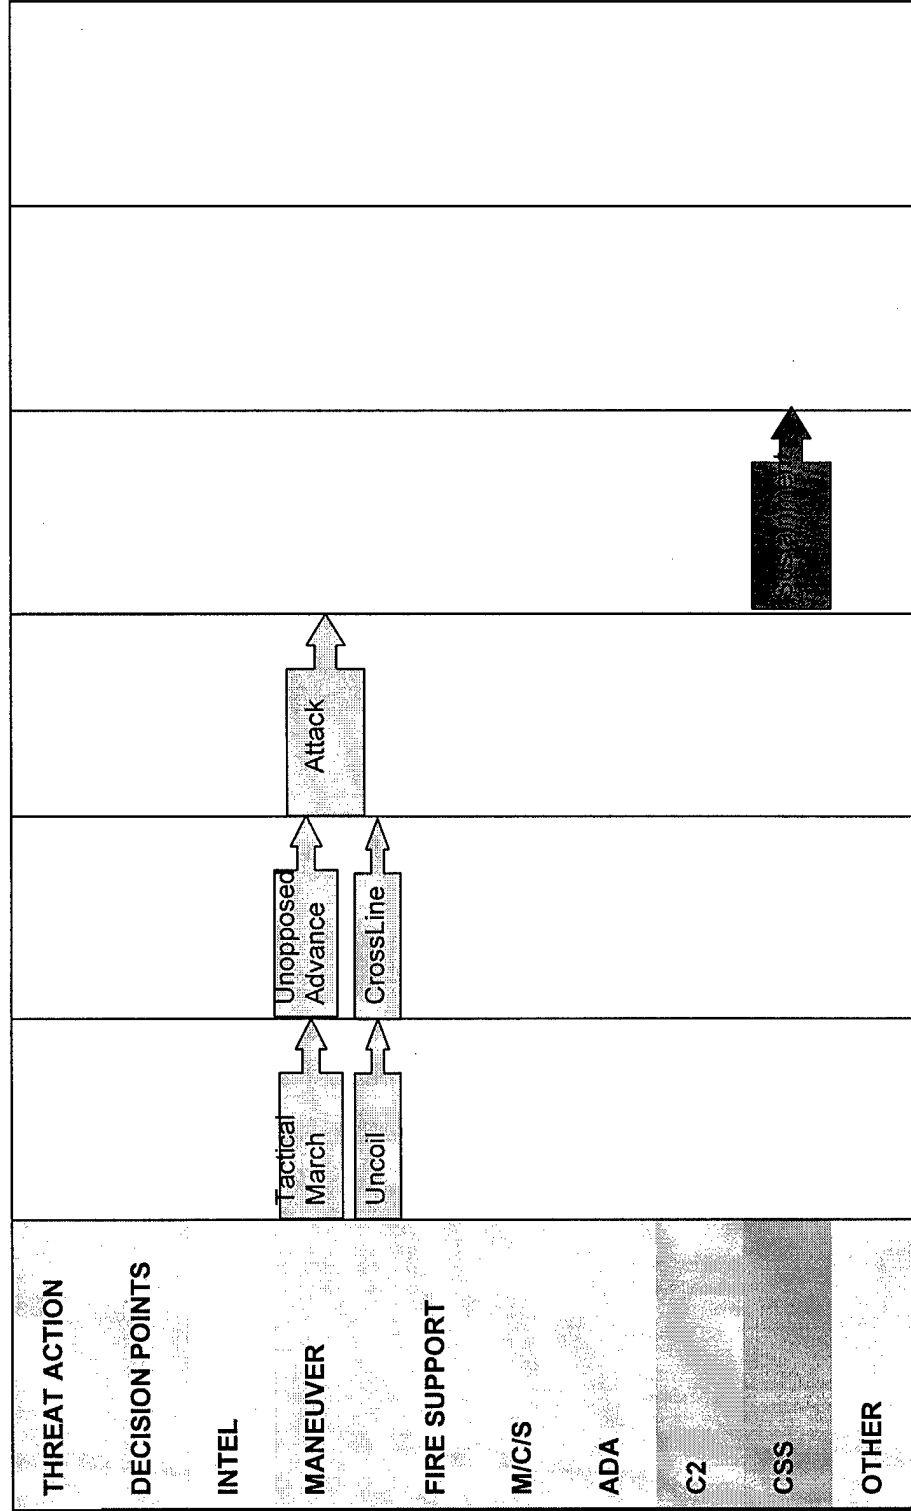 THREAT ACTION
DECISION POINTS
INTEL
MANEUVER
Tactical
March
Uncoil
Unopposed
Advance
CrossLine
Attack
FIRE SUPPORT
M/C/S
ADA
C2
CSS
OTHER